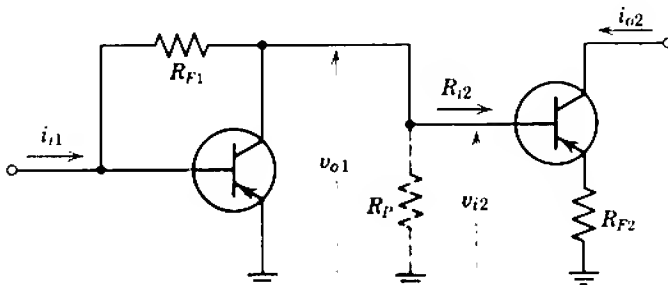 i_{i1}
R_{F1}
v_{o1}
R_{i2}
R_P
v_{i2}
i_{o2}
R_{F2}